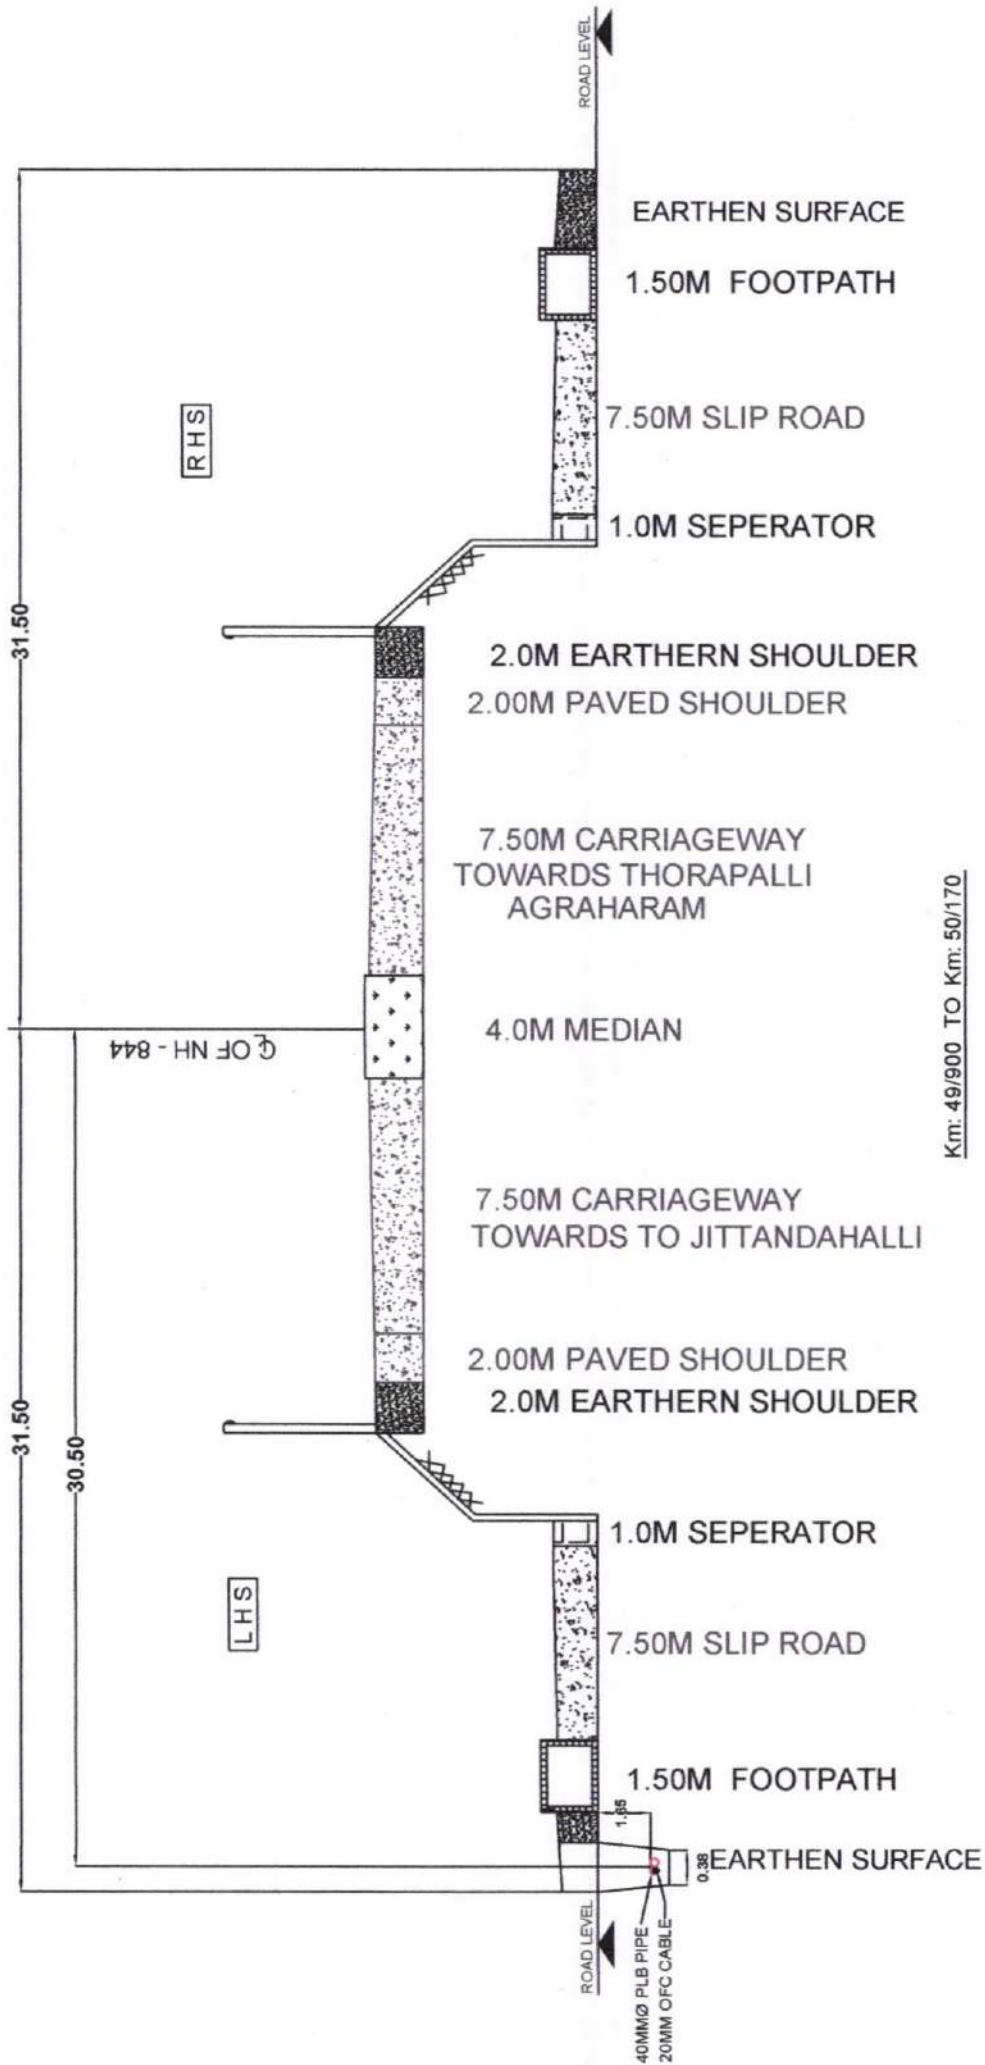 31.50
31.50
30.50
ROAD LEVEL
EARTHEN SURFACE
1.50M FOOTPATH
RHS
7.50M SLIP ROAD
1.0M SEPERATOR
2.0M EARTHERN SHOULDER
2.00M PAVED SHOULDER
7.50M CARRIAGEWAY
TOWARDS THORAPALLI
AGRAHARAM
℄ OF NH - 844
4.0M MEDIAN
Km: 49/900 TO Km: 50/170
7.50M CARRIAGEWAY
TOWARDS TO JITTANDAHALLI
2.00M PAVED SHOULDER
2.0M EARTHERN SHOULDER
LHS
1.0M SEPERATOR
7.50M SLIP ROAD
1.50M FOOTPATH
1.65
0.38
EARTHEN SURFACE
ROAD LEVEL
40MMØ PLB PIPE
20MM OFC CABLE